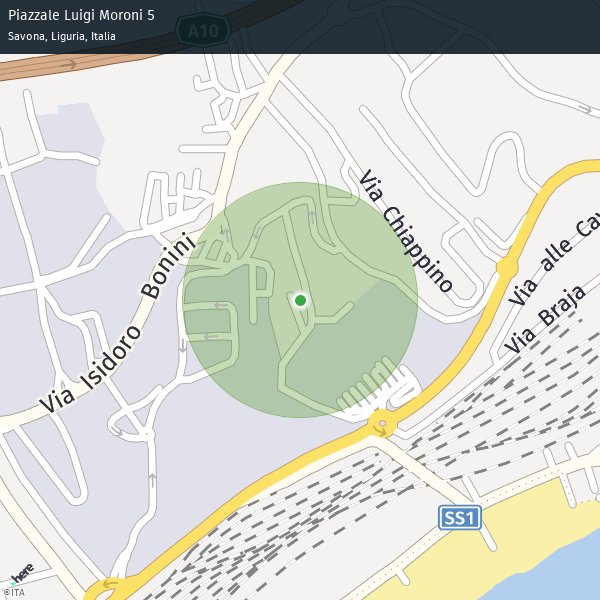 Piazzale Luigi Moroni 5
Savona, Liguria, Italia
A10
Via Chiappino
Via Isidoro Bonini
Via alle Cav
Via Braja
SS1
here
©ITA